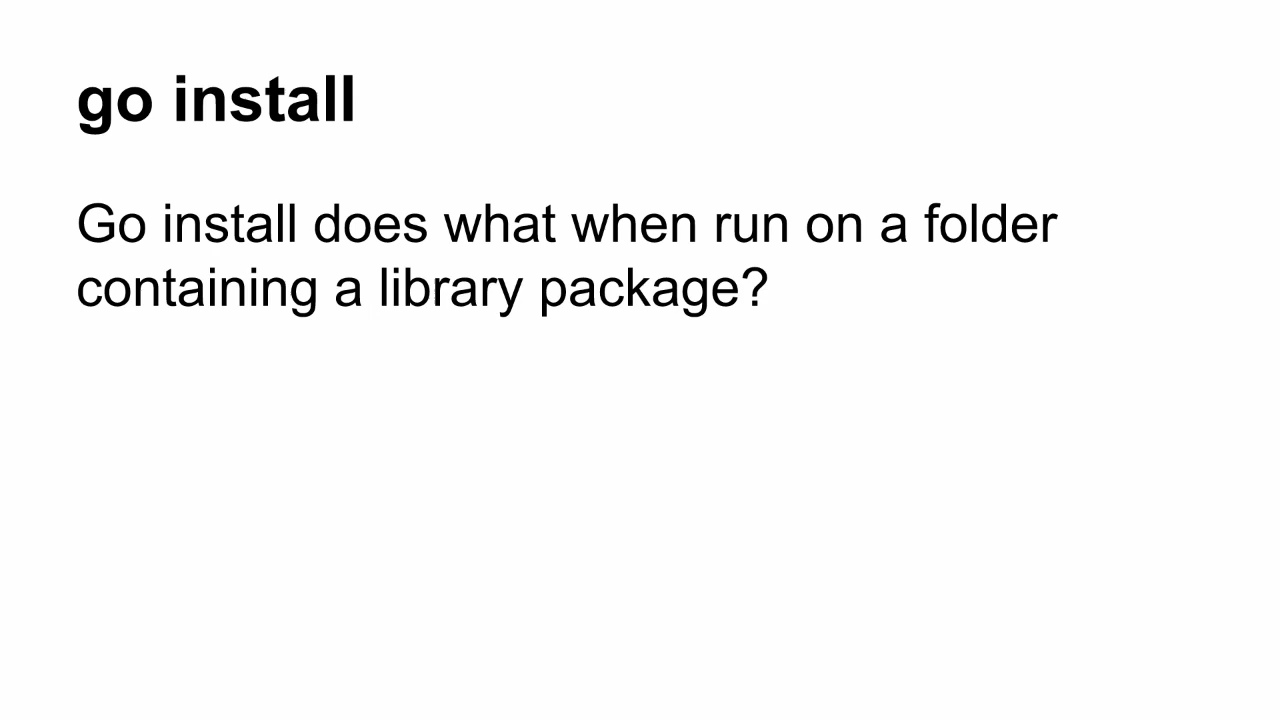 go install
Go install does what when run on a folder
containing a library package?